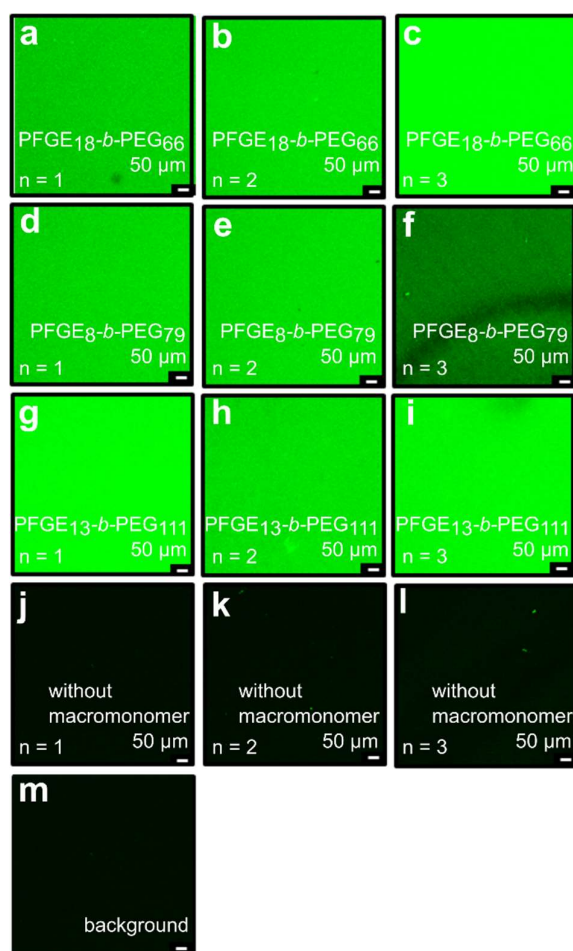 a
PFGE18-b-PEG66
50 µm
n = 1
b
PFGE18-b-PEG66
50 µm
n = 2
c
PFGE18-b-PEG66
50 µm
n = 3
d
PFGE8-b-PEG79
50 µm
n = 1
e
PFGE8-b-PEG79
50 µm
n = 2
f
PFGE8-b-PEG79
50 µm
n = 3
g
PFGE13-b-PEG111
50 µm
n = 1
h
PFGE13-b-PEG111
50 µm
n = 2
i
PFGE13-b-PEG111
50 µm
n = 3
j
without
macromonomer
50 µm
n = 1
k
without
macromonomer
50 µm
n = 2
l
without
macromonomer
50 µm
n = 3
m
background